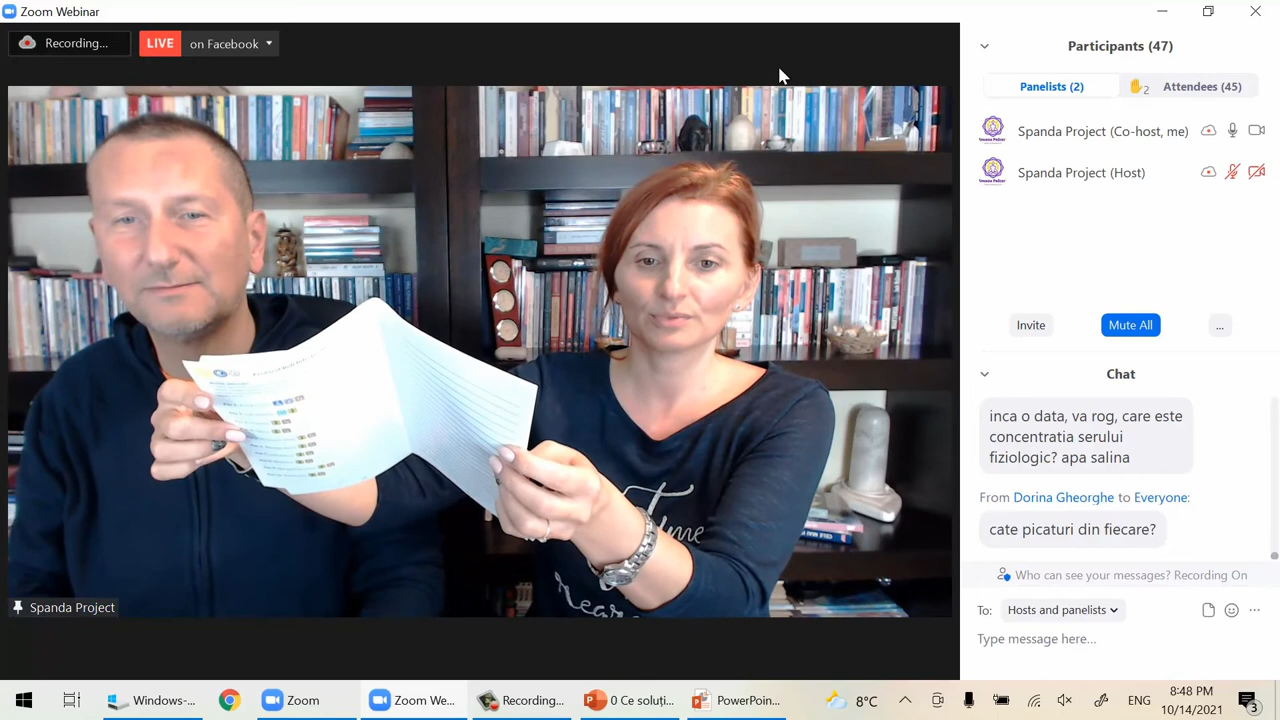 Zoom Webinar
Recording...
LIVE on Facebook
Participants (47)
Panelists (2)
2 Attendees (45)
Spanda Project (Co-host, me)
Spanda Project (Host)
Invite
Mute All
...
Chat
inca o data, va rog, care este
concentratia serului
fiziologic? apa salina
From Dorina Gheorghe to Everyone:
cate picaturi din fiecare?
Who can see your messages? Recording On
To: Hosts and panelists
Type message here...
Spanda Project
Windows-...
Zoom
Zoom We...
Recording...
0 Ce soluți...
PowerPoin...
8°C
ENG
8:48 PM
10/14/2021
3